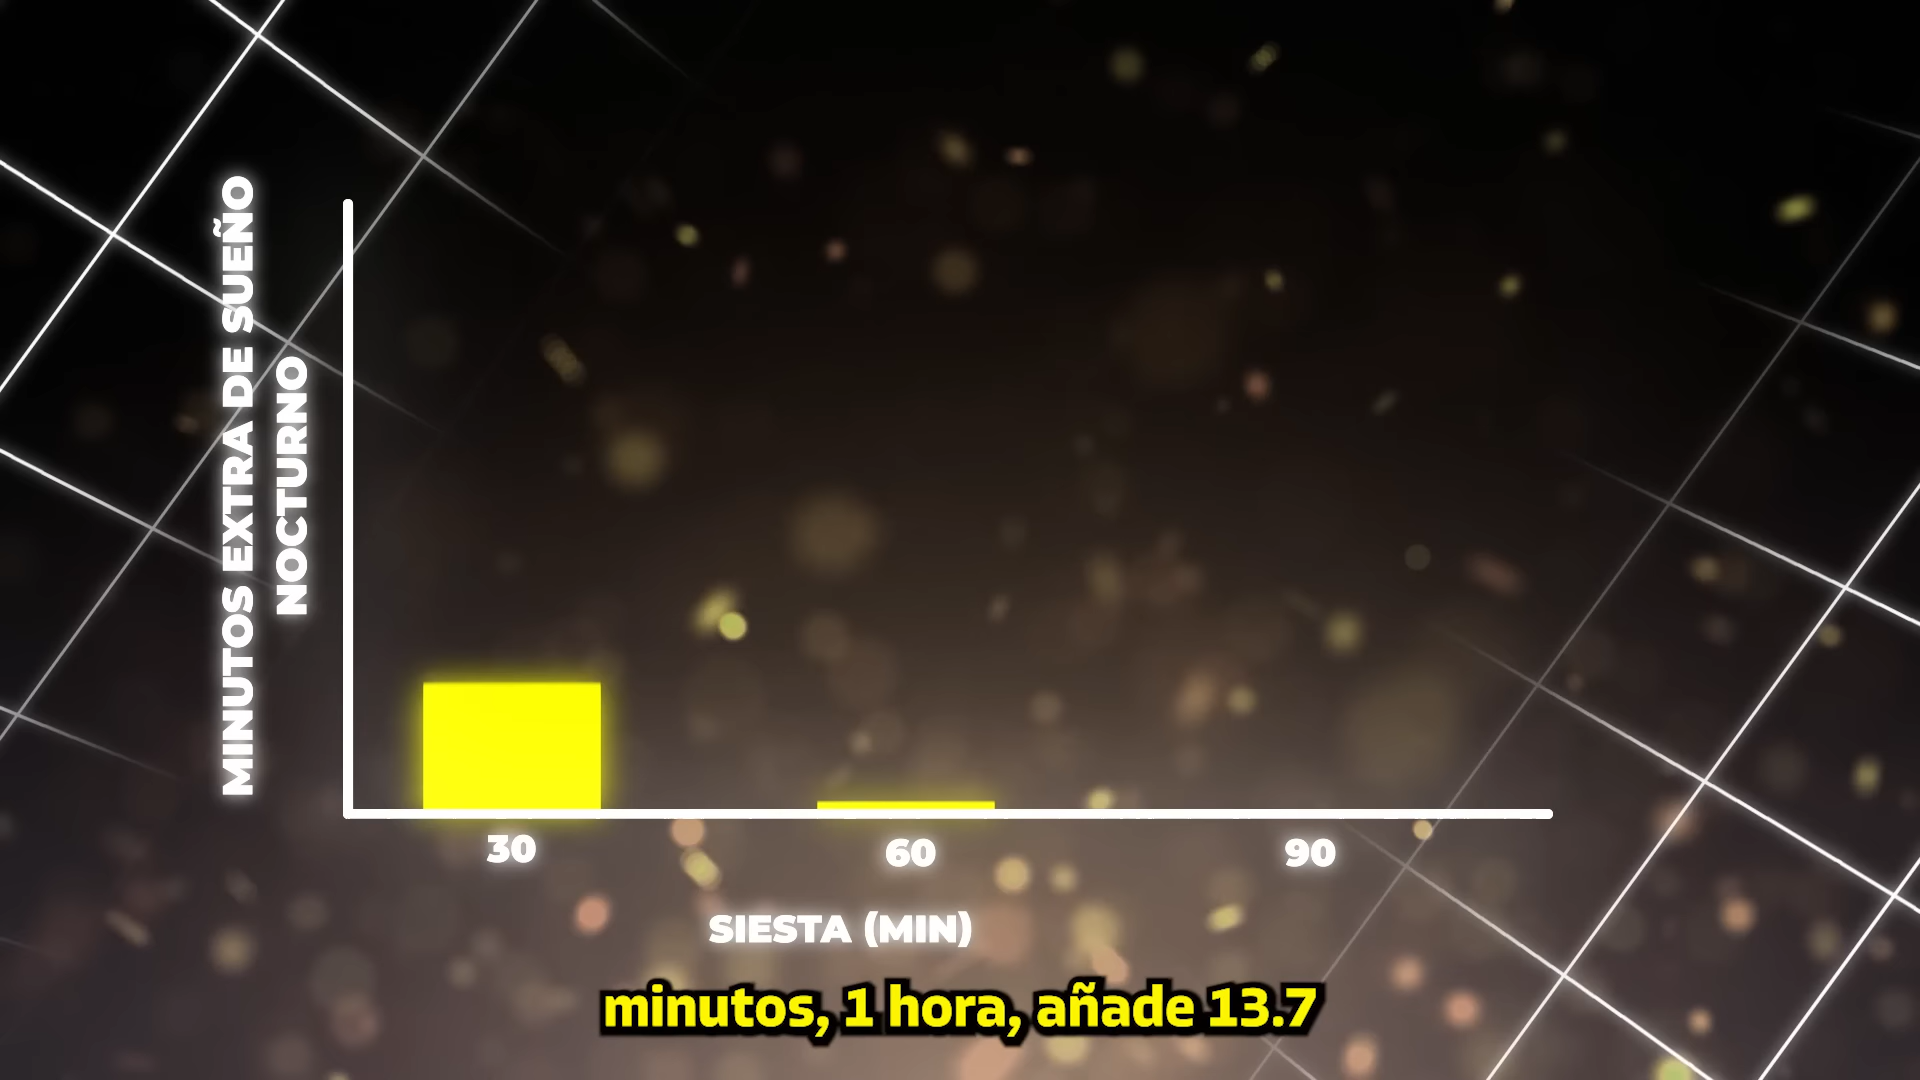 MINUTOS EXTRA DE SUEÑO
NOCTURNO
30
60
90
SIESTA (MIN)
minutos, 1 hora, añade 13.7